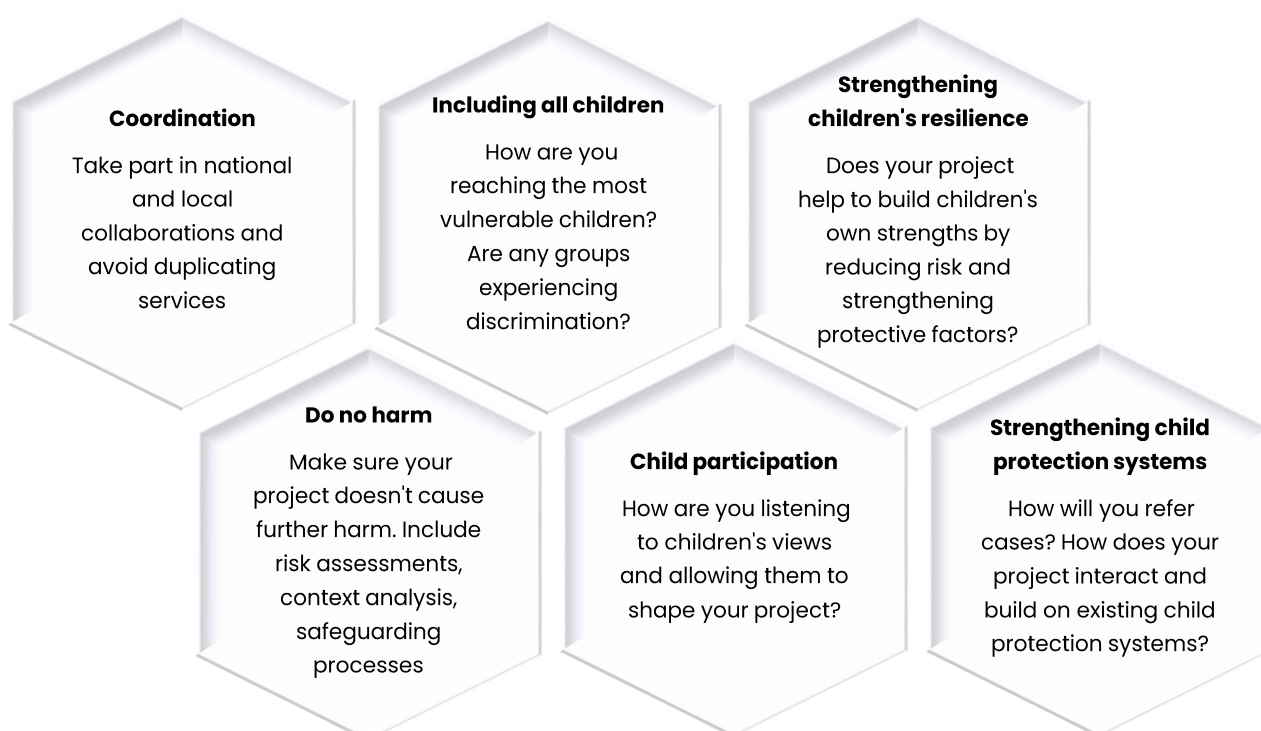 Coordination
Take part in national
and local
collaborations and
avoid duplicating
services
Including all children
How are you
reaching the most
vulnerable children?
Are any groups
experiencing
discrimination?
Strengthening
children's resilience
Does your project
help to build children's
own strengths by
reducing risk and
strengthening
protective factors?
Do no harm
Make sure your
project doesn't cause
further harm. Include
risk assessments,
context analysis,
safeguarding
processes
Child participation
How are you listening
to children's views
and allowing them to
shape your project?
Strengthening child
protection systems
How will you refer
cases? How does your
project interact and
build on existing child
protection systems?